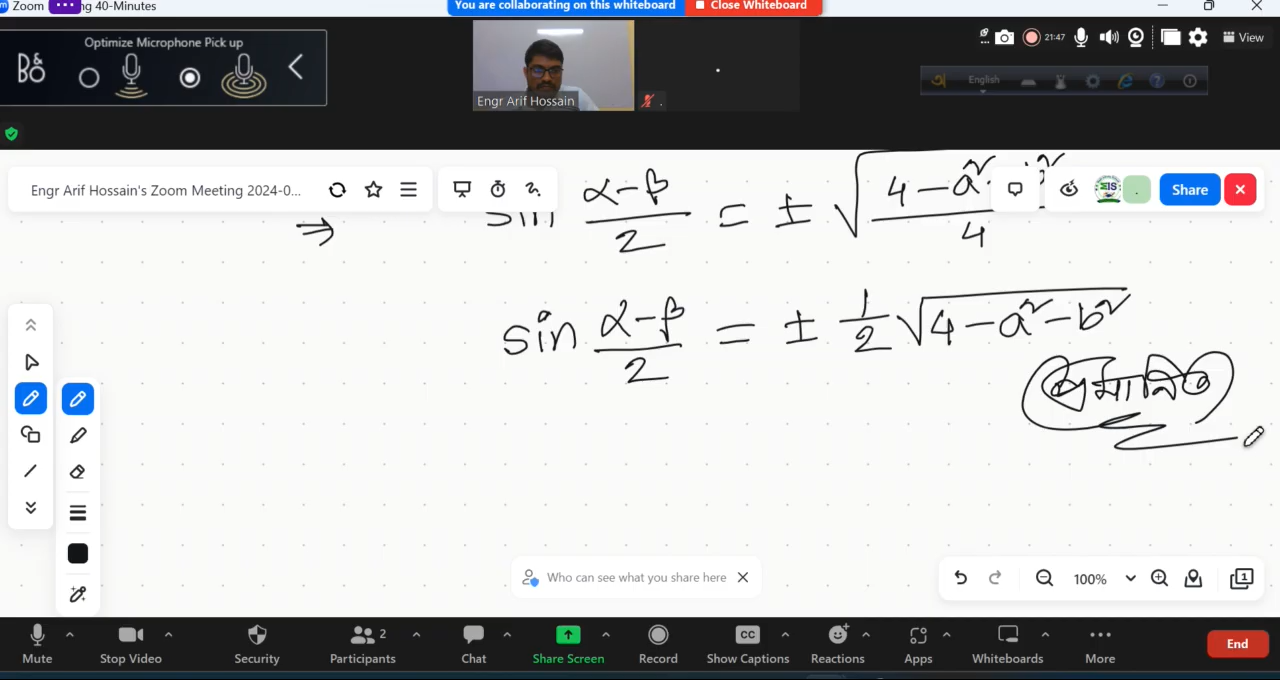 Zoom
ng 40-Minutes
You are collaborating on this whiteboard
Close Whiteboard
Optimize Microphone Pick up
B&O
Engr Arif Hossain
21:47
View
English
Engr Arif Hossain's Zoom Meeting 2024-0...
Share
⇒ sin (α-β)/2 = ± √((4-a²-b²)/4)
sin (α-β)/2 = ± 1/2 √(4-a²-b²)
প্রমানিত
Who can see what you share here
100%
1
Mute
Stop Video
Security
2
Participants
Chat
Share Screen
Record
CC
Show Captions
Reactions
Apps
Whiteboards
More
End